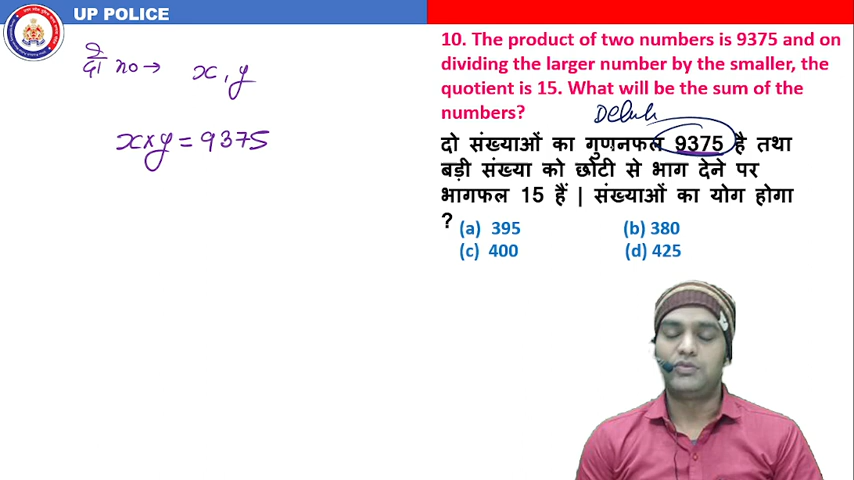 UP POLICE
दो no → x, y
x×y = 9375
10. The product of two numbers is 9375 and on
dividing the larger number by the smaller, the
quotient is 15. What will be the sum of the
numbers?
दो संख्याओं का गुणनफल 9375 है तथा
बड़ी संख्या को छोटी से भाग देने पर
भागफल 15 हैं | संख्याओं का योग होगा
?
(a) 395 (b) 380
(c) 400 (d) 425